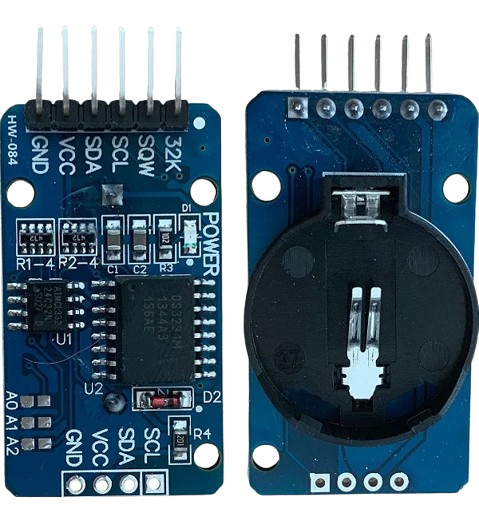 HW-084
GND VCC SDA SCL SQW 32K
D1
POWER
R1-4 R2-4 C1 C2 R3
U1
U2
D2
A0 A1 A2
R4
GND VCC SDA SCL